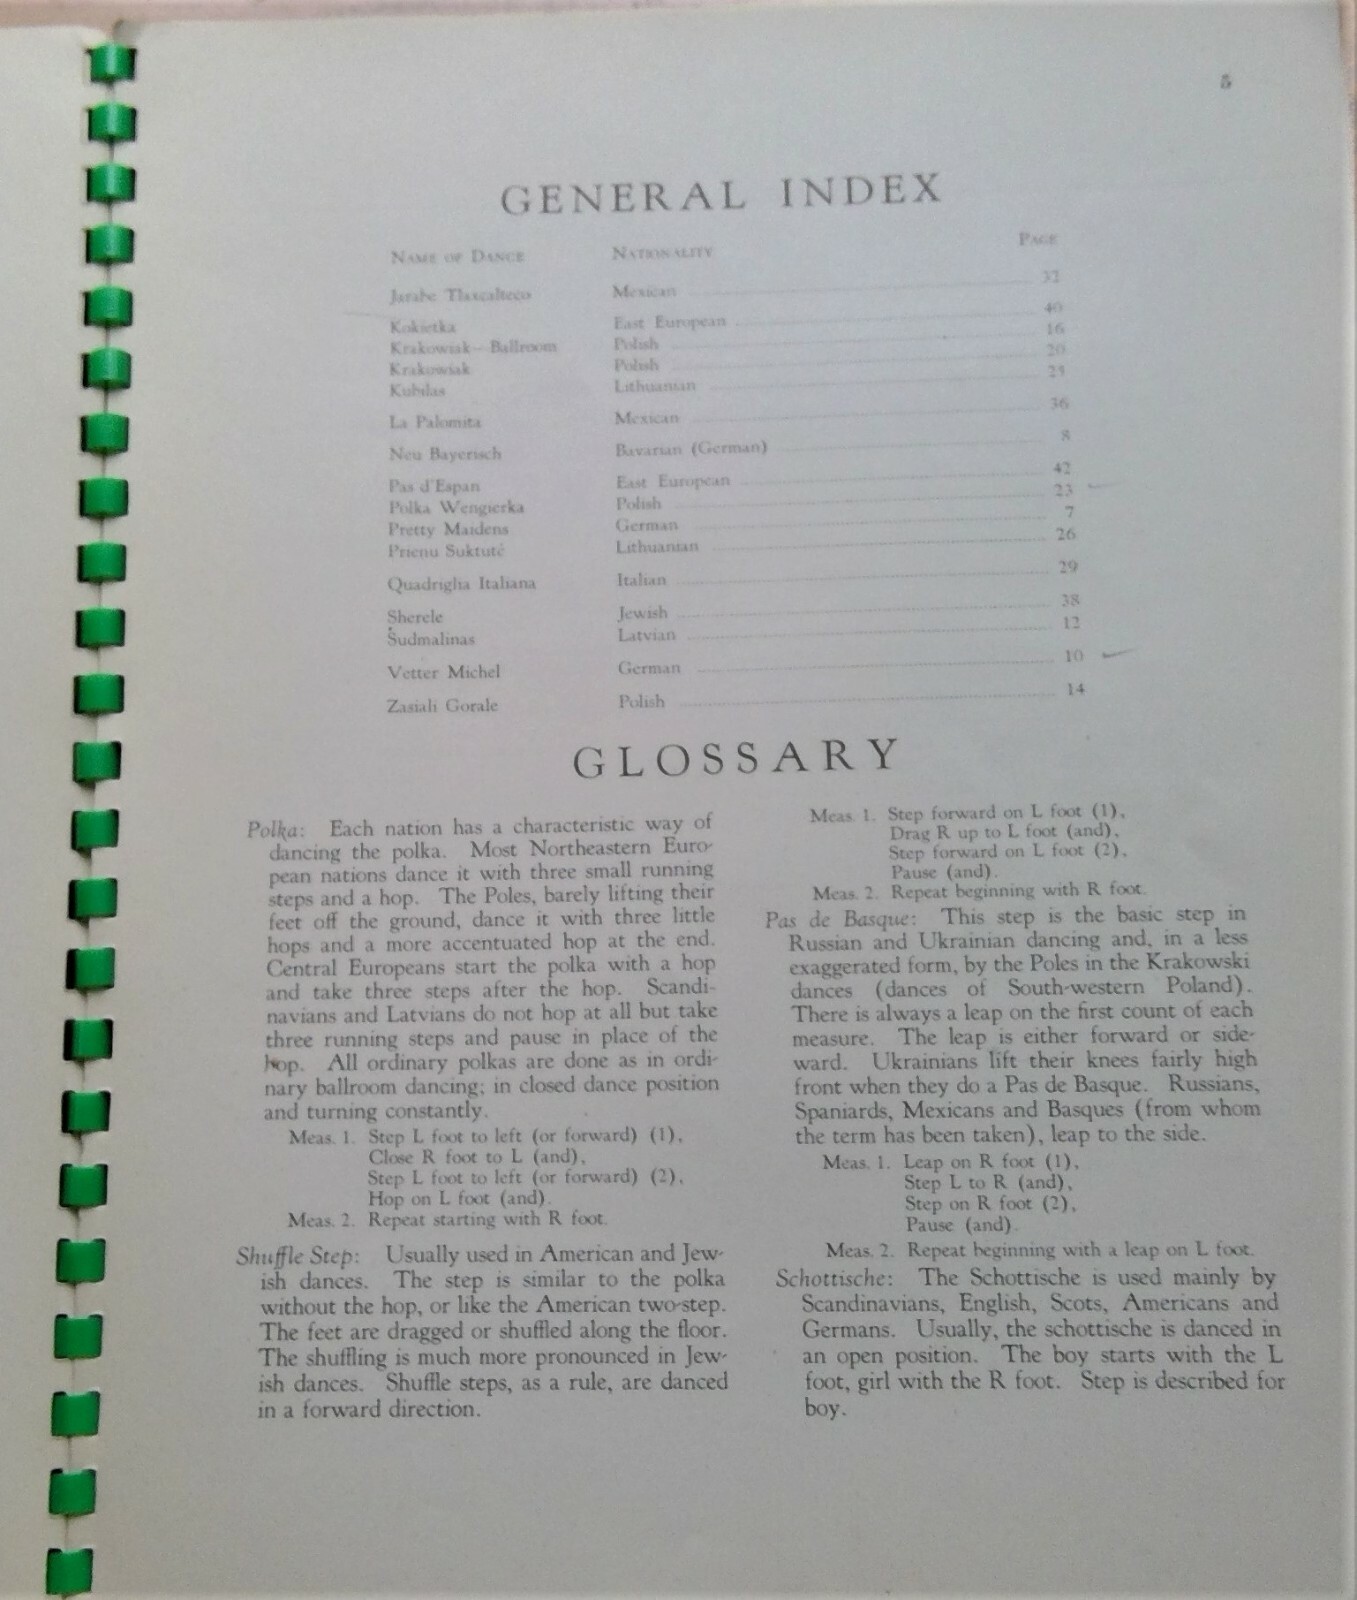 5
GENERAL INDEX
NAME OF DANCE NATIONALITY PAGE
Jarabe Tlaxcalteco Mexican 32
Kokietka East European 40
Krakowiak—Ballroom Polish 16
Krakowiak Polish 20
Kubilas Lithuanian 25
La Palomita Mexican 36
Neu Bayerisch Bavarian (German) 8
Pas d'Espan East European 42
Polka Wengierka Polish 23
Pretty Maidens German 7
Prienu Suktutė Lithuanian 26
Quadriglia Italiana Italian 29
Sherele Jewish 38
Šudmalinas Latvian 12
Vetter Michel German 10
Zasiali Gorale Polish 14
GLOSSARY
Polka: Each nation has a characteristic way of
dancing the polka. Most Northeastern Euro-
pean nations dance it with three small running
steps and a hop. The Poles, barely lifting their
feet off the ground, dance it with three little
hops and a more accentuated hop at the end.
Central Europeans start the polka with a hop
and take three steps after the hop. Scandi-
navians and Latvians do not hop at all but take
three running steps and pause in place of the
hop. All ordinary polkas are done as in ordi-
nary ballroom dancing; in closed dance position
and turning constantly.
Meas. 1. Step L foot to left (or forward) (1),
Close R foot to L (and),
Step L foot to left (or forward) (2),
Hop on L foot (and).
Meas. 2. Repeat starting with R foot.
Shuffle Step: Usually used in American and Jew-
ish dances. The step is similar to the polka
without the hop, or like the American two-step.
The feet are dragged or shuffled along the floor.
The shuffling is much more pronounced in Jew-
ish dances. Shuffle steps, as a rule, are danced
in a forward direction.
Meas. 1. Step forward on L foot (1),
Drag R up to L foot (and),
Step forward on L foot (2),
Pause (and).
Meas. 2. Repeat beginning with R foot.
Pas de Basque: This step is the basic step in
Russian and Ukrainian dancing and, in a less
exaggerated form, by the Poles in the Krakowski
dances (dances of South-western Poland).
There is always a leap on the first count of each
measure. The leap is either forward or side-
ward. Ukrainians lift their knees fairly high
front when they do a Pas de Basque. Russians,
Spaniards, Mexicans and Basques (from whom
the term has been taken), leap to the side.
Meas. 1. Leap on R foot (1),
Step L to R (and),
Step on R foot (2),
Pause (and).
Meas. 2. Repeat beginning with a leap on L foot.
Schottische: The Schottische is used mainly by
Scandinavians, English, Scots, Americans and
Germans. Usually, the schottische is danced in
an open position. The boy starts with the L
foot, girl with the R foot. Step is described for
boy.